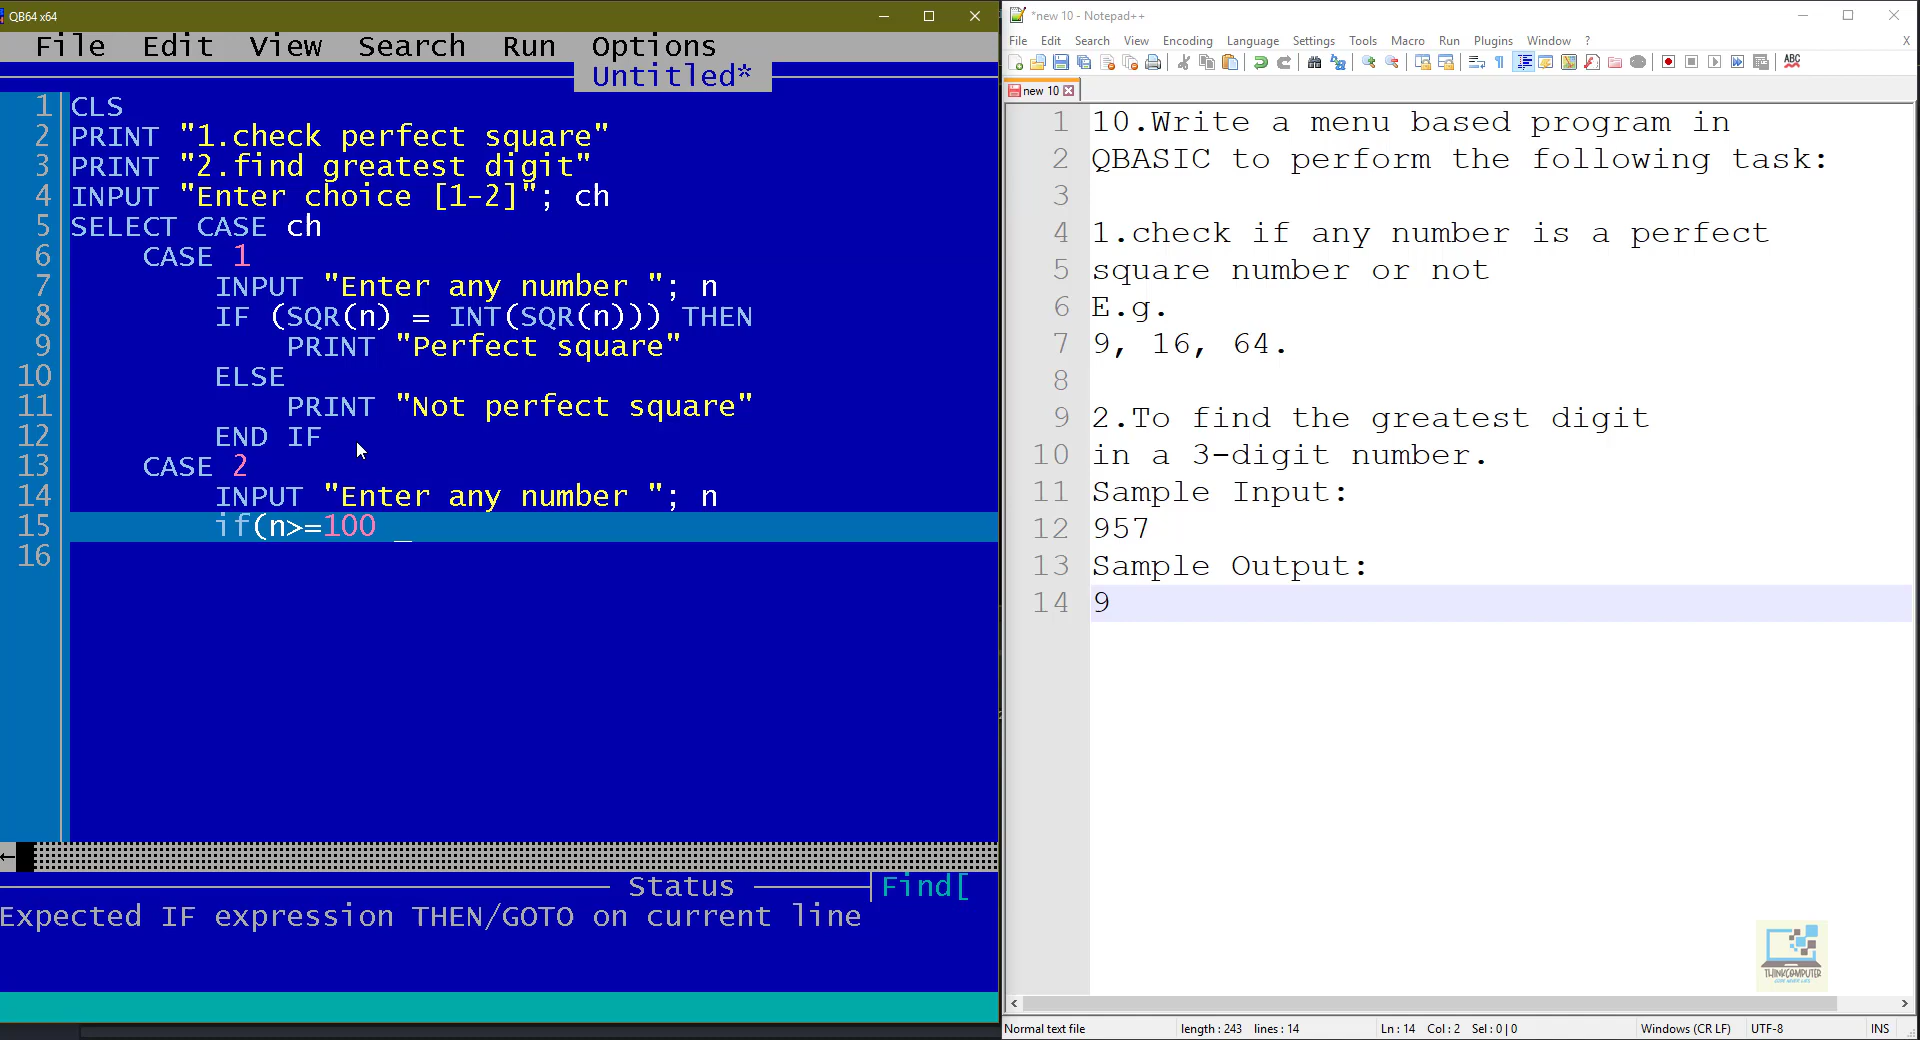 QB64 x64
File Edit View Search Run Options
Untitled*
1 CLS
2 PRINT "1.check perfect square"
3 PRINT "2.find greatest digit"
4 INPUT "Enter choice [1-2]"; ch
5 SELECT CASE ch
6 CASE 1
7 INPUT "Enter any number "; n
8 IF (SQR(n) = INT(SQR(n))) THEN
9 PRINT "Perfect square"
10 ELSE
11 PRINT "Not perfect square"
12 END IF
13 CASE 2
14 INPUT "Enter any number "; n
15 if(n>=100 _
16
Status Find[
Expected IF expression THEN/GOTO on current line
*new 10 - Notepad++
File Edit Search View Encoding Language Settings Tools Macro Run Plugins Window ? X
ABC
new 10
1 10.Write a menu based program in
2 QBASIC to perform the following task:
3
4 1.check if any number is a perfect
5 square number or not
6 E.g.
7 9, 16, 64.
8
9 2.To find the greatest digit
10 in a 3-digit number.
11 Sample Input:
12 957
13 Sample Output:
14 9
THINKCOMPUTER
Normal text file length : 243 lines : 14 Ln : 14 Col : 2 Sel : 0 | 0 Windows (CR LF) UTF-8 INS